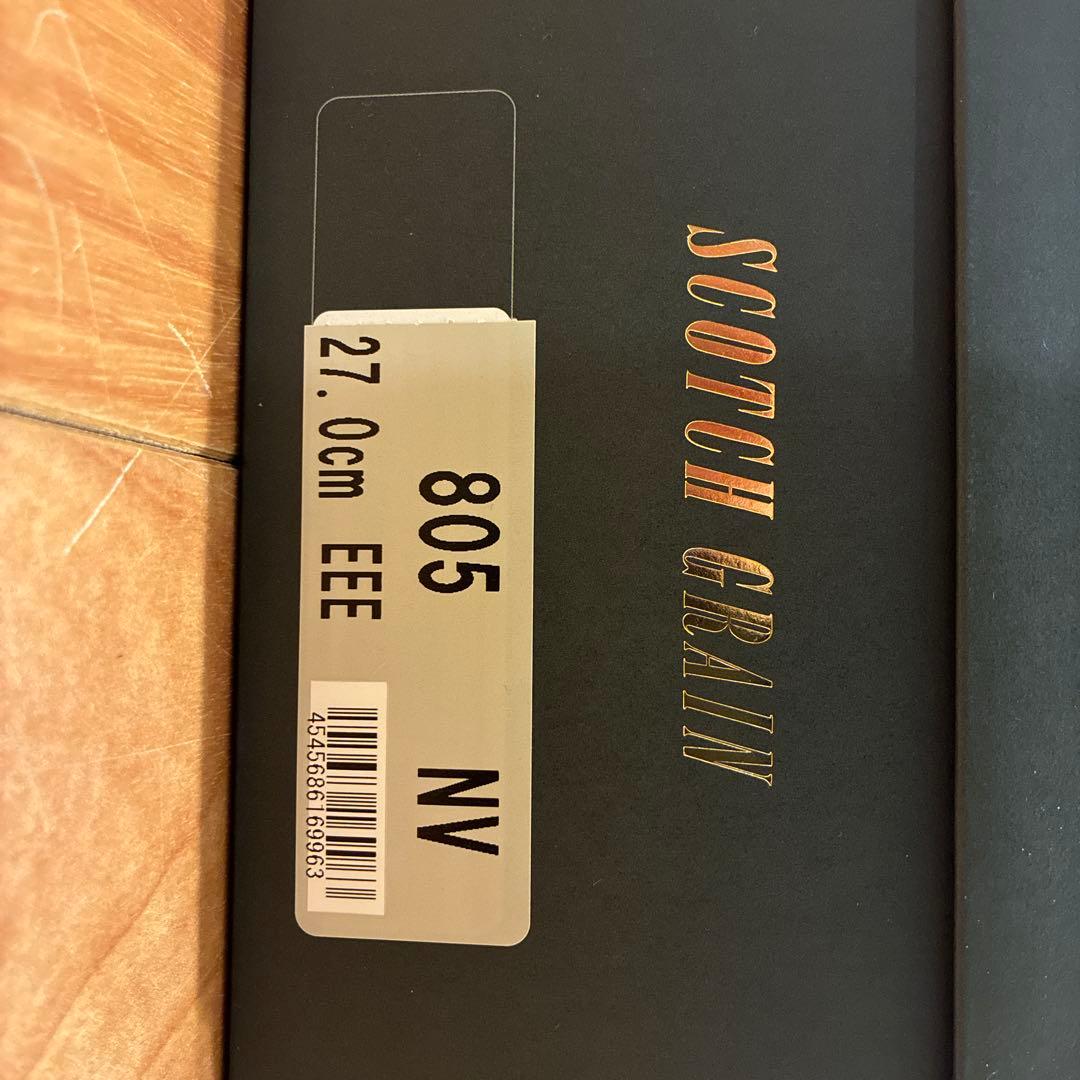 SCOTCH GRAIN
805 NV
27.0cm EEE
4545686169963